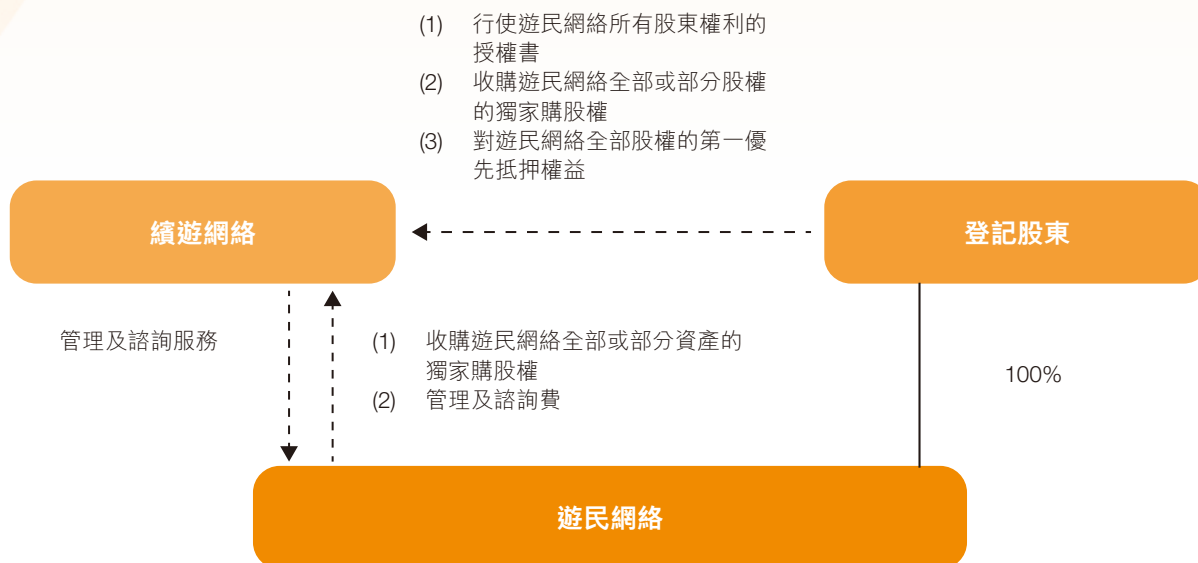 (1) 行使遊民網絡所有股東權利的
授權書
(2) 收購遊民網絡全部或部分股權
的獨家購股權
(3) 對遊民網絡全部股權的第一優
先抵押權益
繽遊網絡
登記股東
管理及諮詢服務
(1) 收購遊民網絡全部或部分資產的
獨家購股權
(2) 管理及諮詢費
100%
遊民網絡